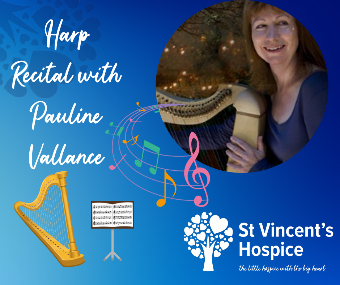 Harp
Recital with
Pauline
Vallance
St Vincent's
Hospice
the little hospice with the big heart